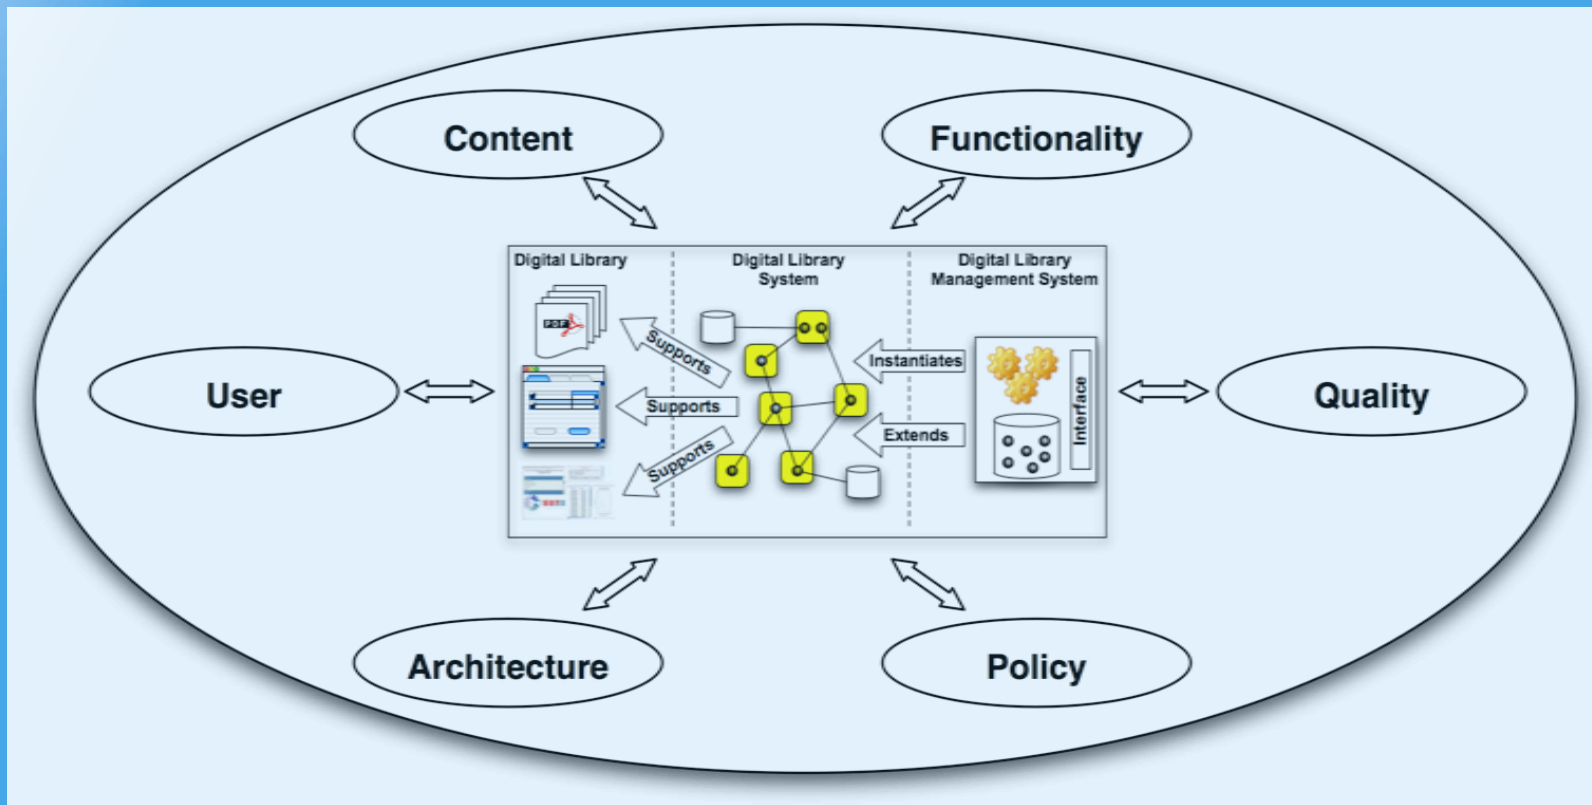 Content
Functionality
Digital Library
Digital Library
System
Digital Library
Management System
PDF
Supports
Instantiates
Interface
User
Supports
Quality
Extends
Supports
Architecture
Policy